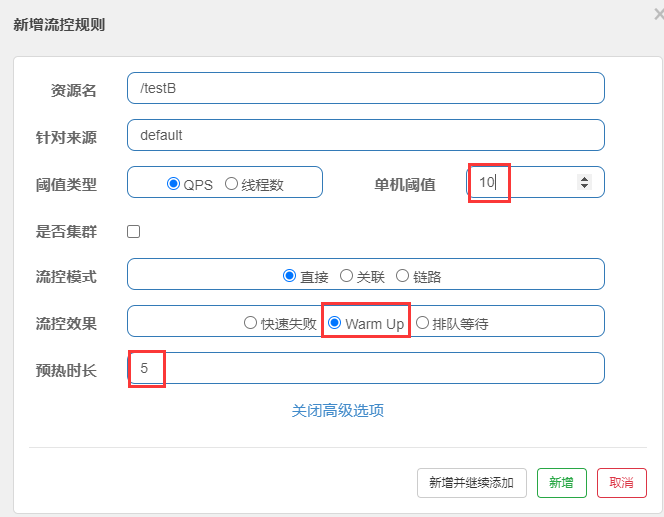 新增流控规则
资源名 /testB
针对来源 default
阈值类型 QPS 线程数 单机阈值 10
是否集群
流控模式 直接 关联 链路
流控效果 快速失败 Warm Up 排队等待
预热时长 5
关闭高级选项
新增并继续添加 新增 取消